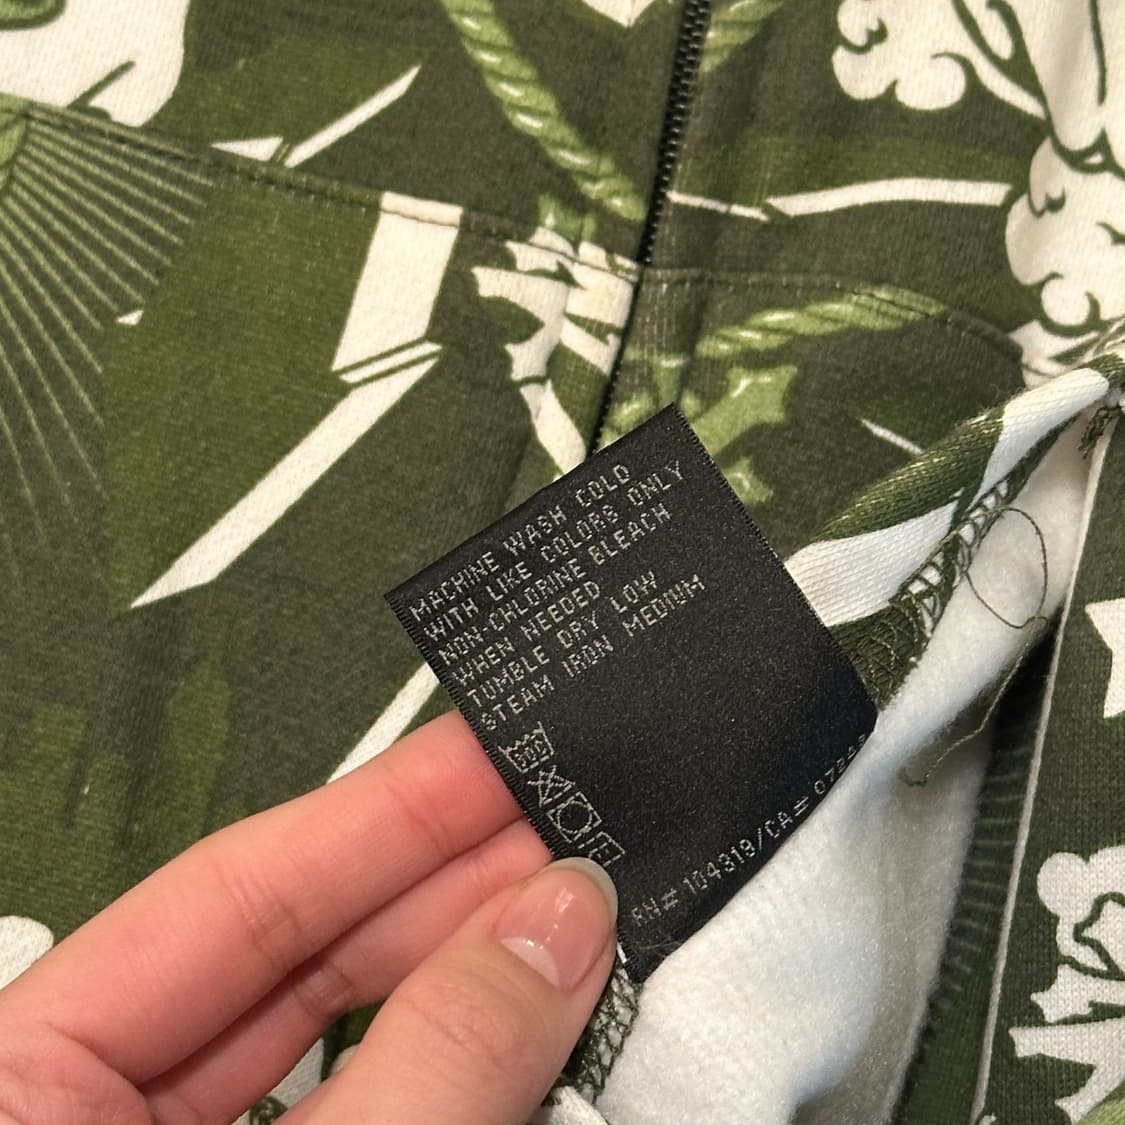 MACHINE WASH COLD
WITH LIKE COLORS ONLY
NON-CHLORINE BLEACH
WHEN NEEDED
TUMBLE DRY LOW
STEAM IRON MEDIUM
RN# 104319/CA#